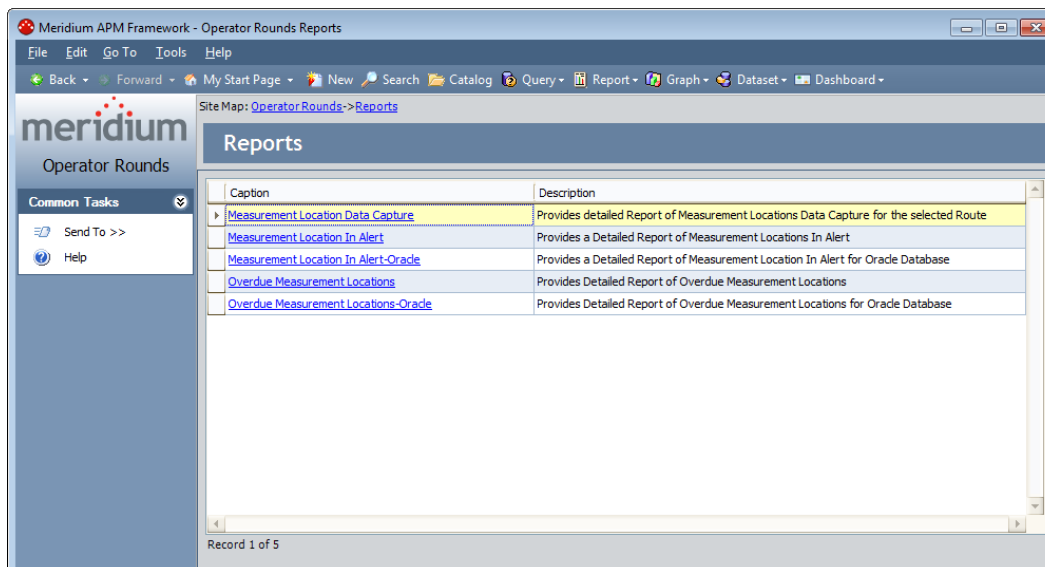 Meridium APM Framework - Operator Rounds Reports
File Edit Go To Tools Help
Back Forward My Start Page New Search Catalog Query Report Graph Dataset Dashboard
meridium
Operator Rounds
Common Tasks
Send To >>
Help
Site Map: Operator Rounds->Reports
Reports
Caption Description
Measurement Location Data Capture Provides detailed Report of Measurement Locations Data Capture for the selected Route
Measurement Location In Alert Provides a Detailed Report of Measurement Locations In Alert
Measurement Location In Alert-Oracle Provides a Detailed Report of Measurement Location In Alert for Oracle Database
Overdue Measurement Locations Provides Detailed Report of Overdue Measurement Locations
Overdue Measurement Locations-Oracle Provides Detailed Report of Overdue Measurement Locations for Oracle Database
Record 1 of 5